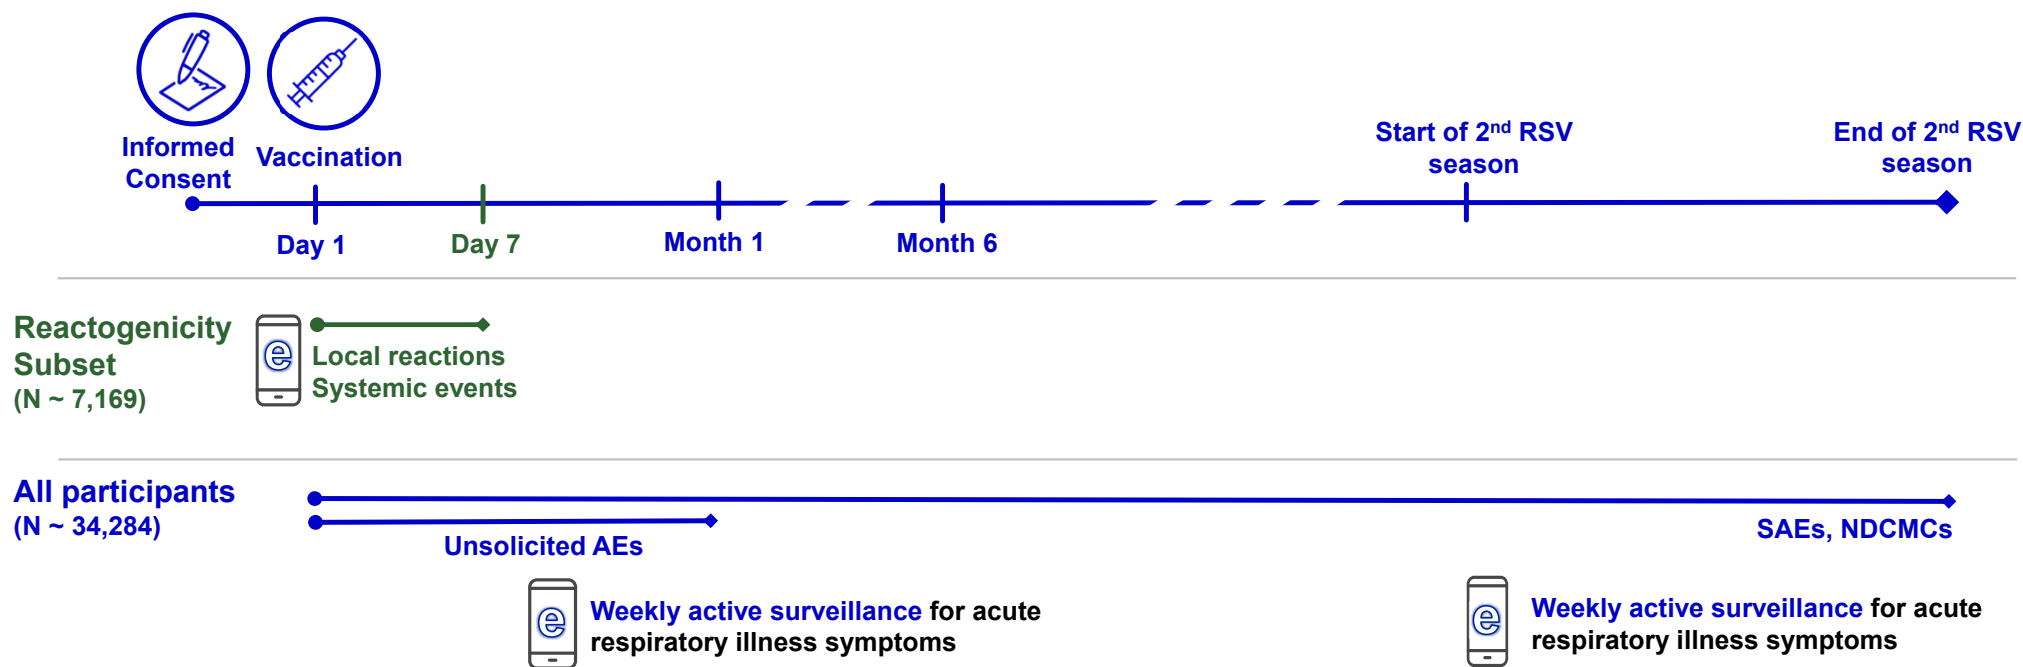 Informed
Consent
Vaccination
Start of 2nd RSV
season
End of 2nd RSV
season
Day 1
Day 7
Month 1
Month 6
Reactogenicity
Subset
(N ~ 7,169)
e
Local reactions
Systemic events
All participants
(N ~ 34,284)
Unsolicited AEs
SAEs, NDCMCs
e
Weekly active surveillance for acute
respiratory illness symptoms
e
Weekly active surveillance for acute
respiratory illness symptoms